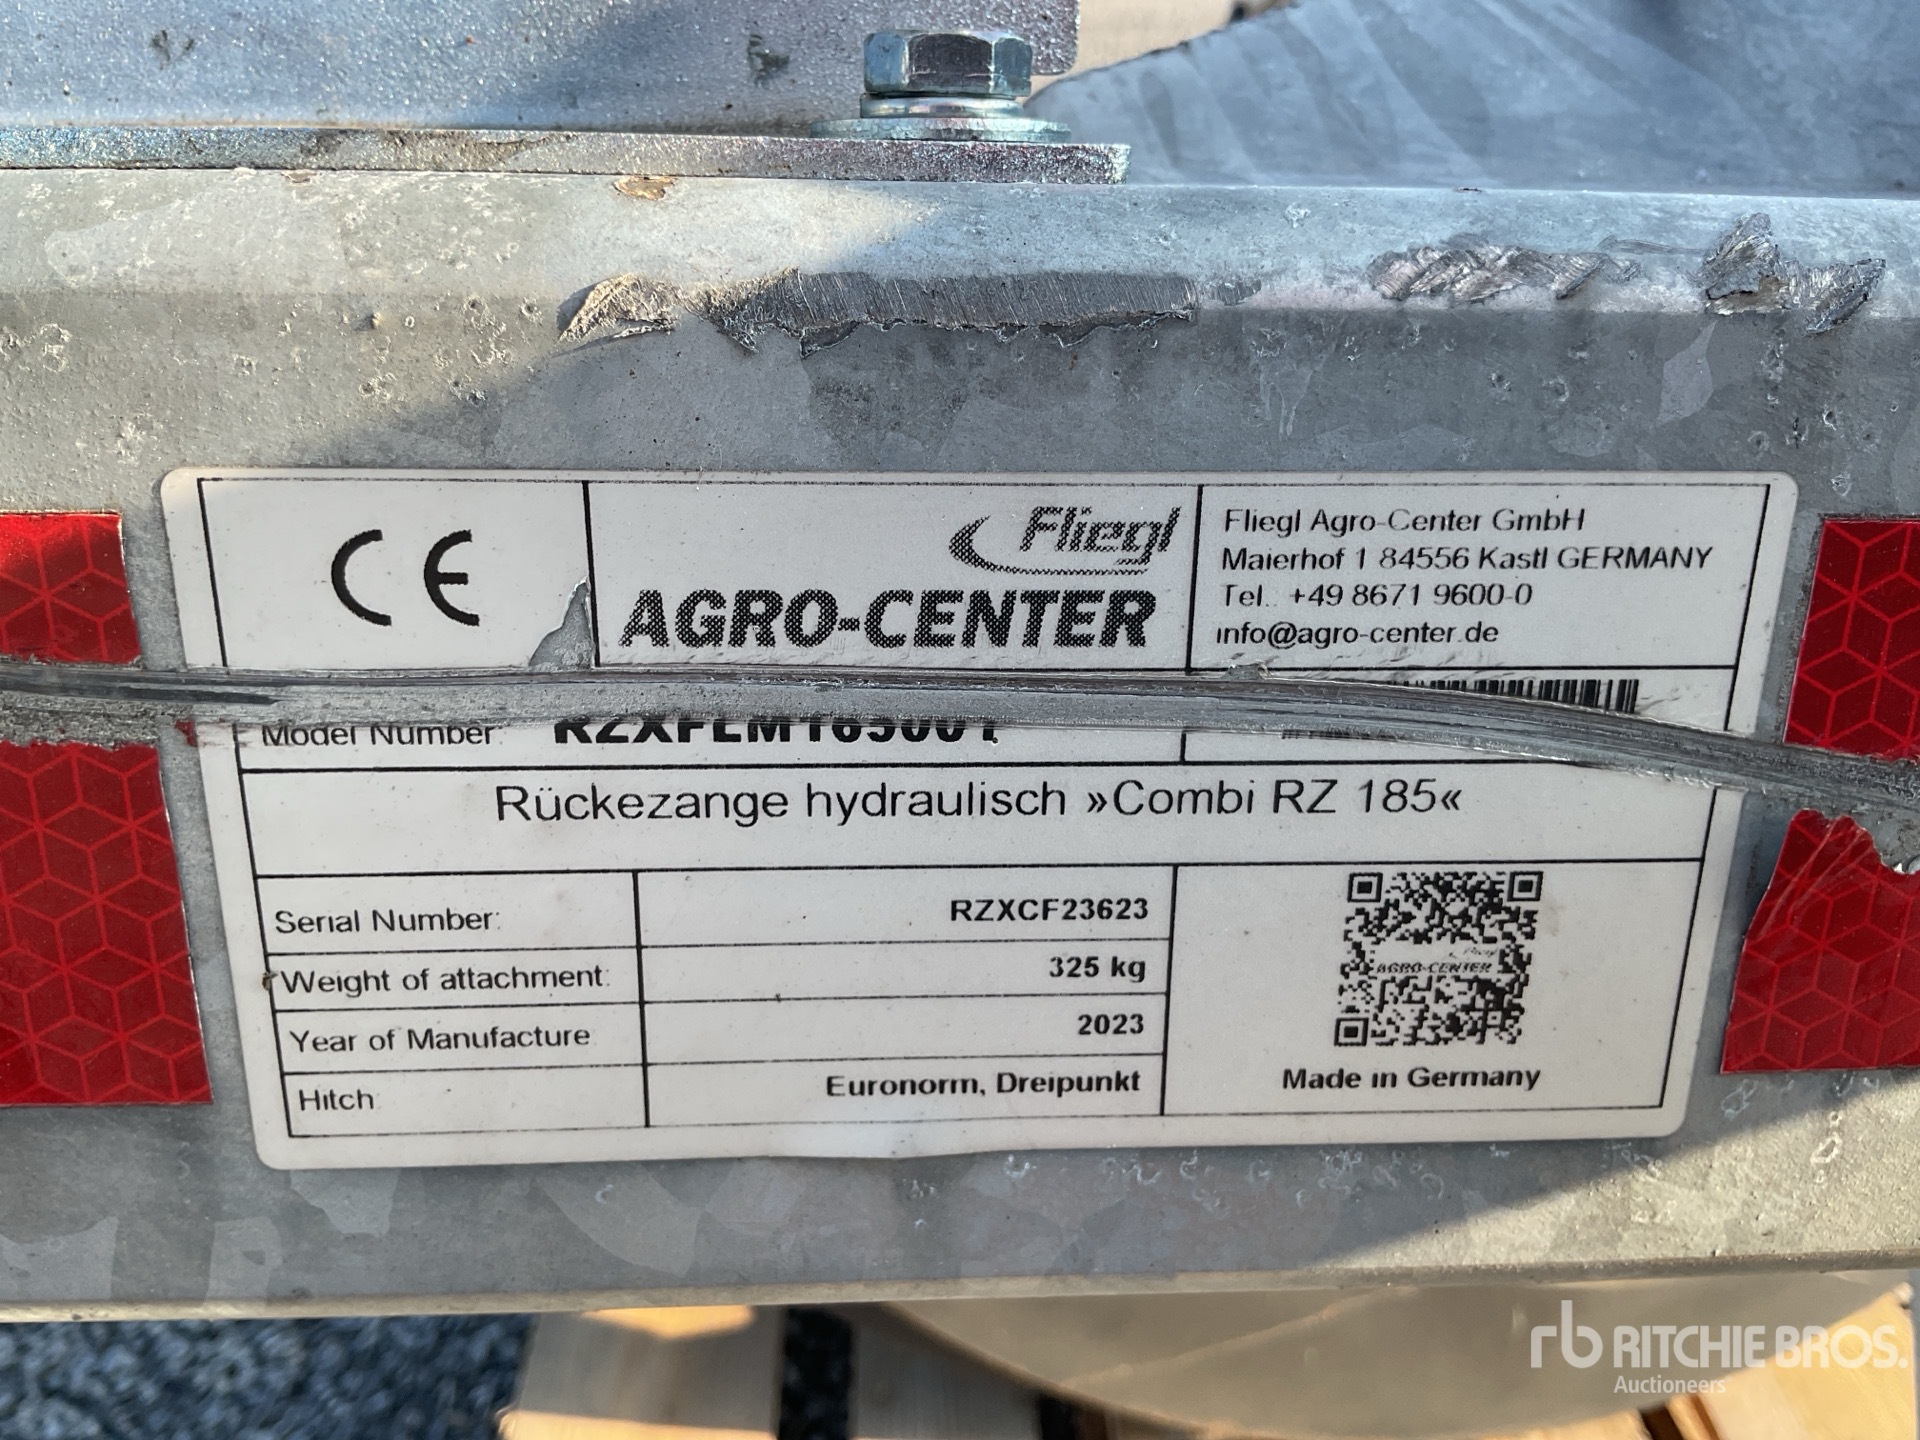 CE
Fliegl
AGRO-CENTER
Fliegl Agro-Center GmbH
Maierhof 1 84556 Kastl GERMANY
Tel.: +49 8671 9600-0
info@agro-center.de
Model Number:
Rückezange hydraulisch »Combi RZ 185«
Serial Number: RZXCF23623
Weight of attachment: 325 kg
Year of Manufacture 2023
Hitch: Euronorm, Dreipunkt
AGRO-CENTER
Made in Germany
rb RITCHIE BROS.
Auctioneers